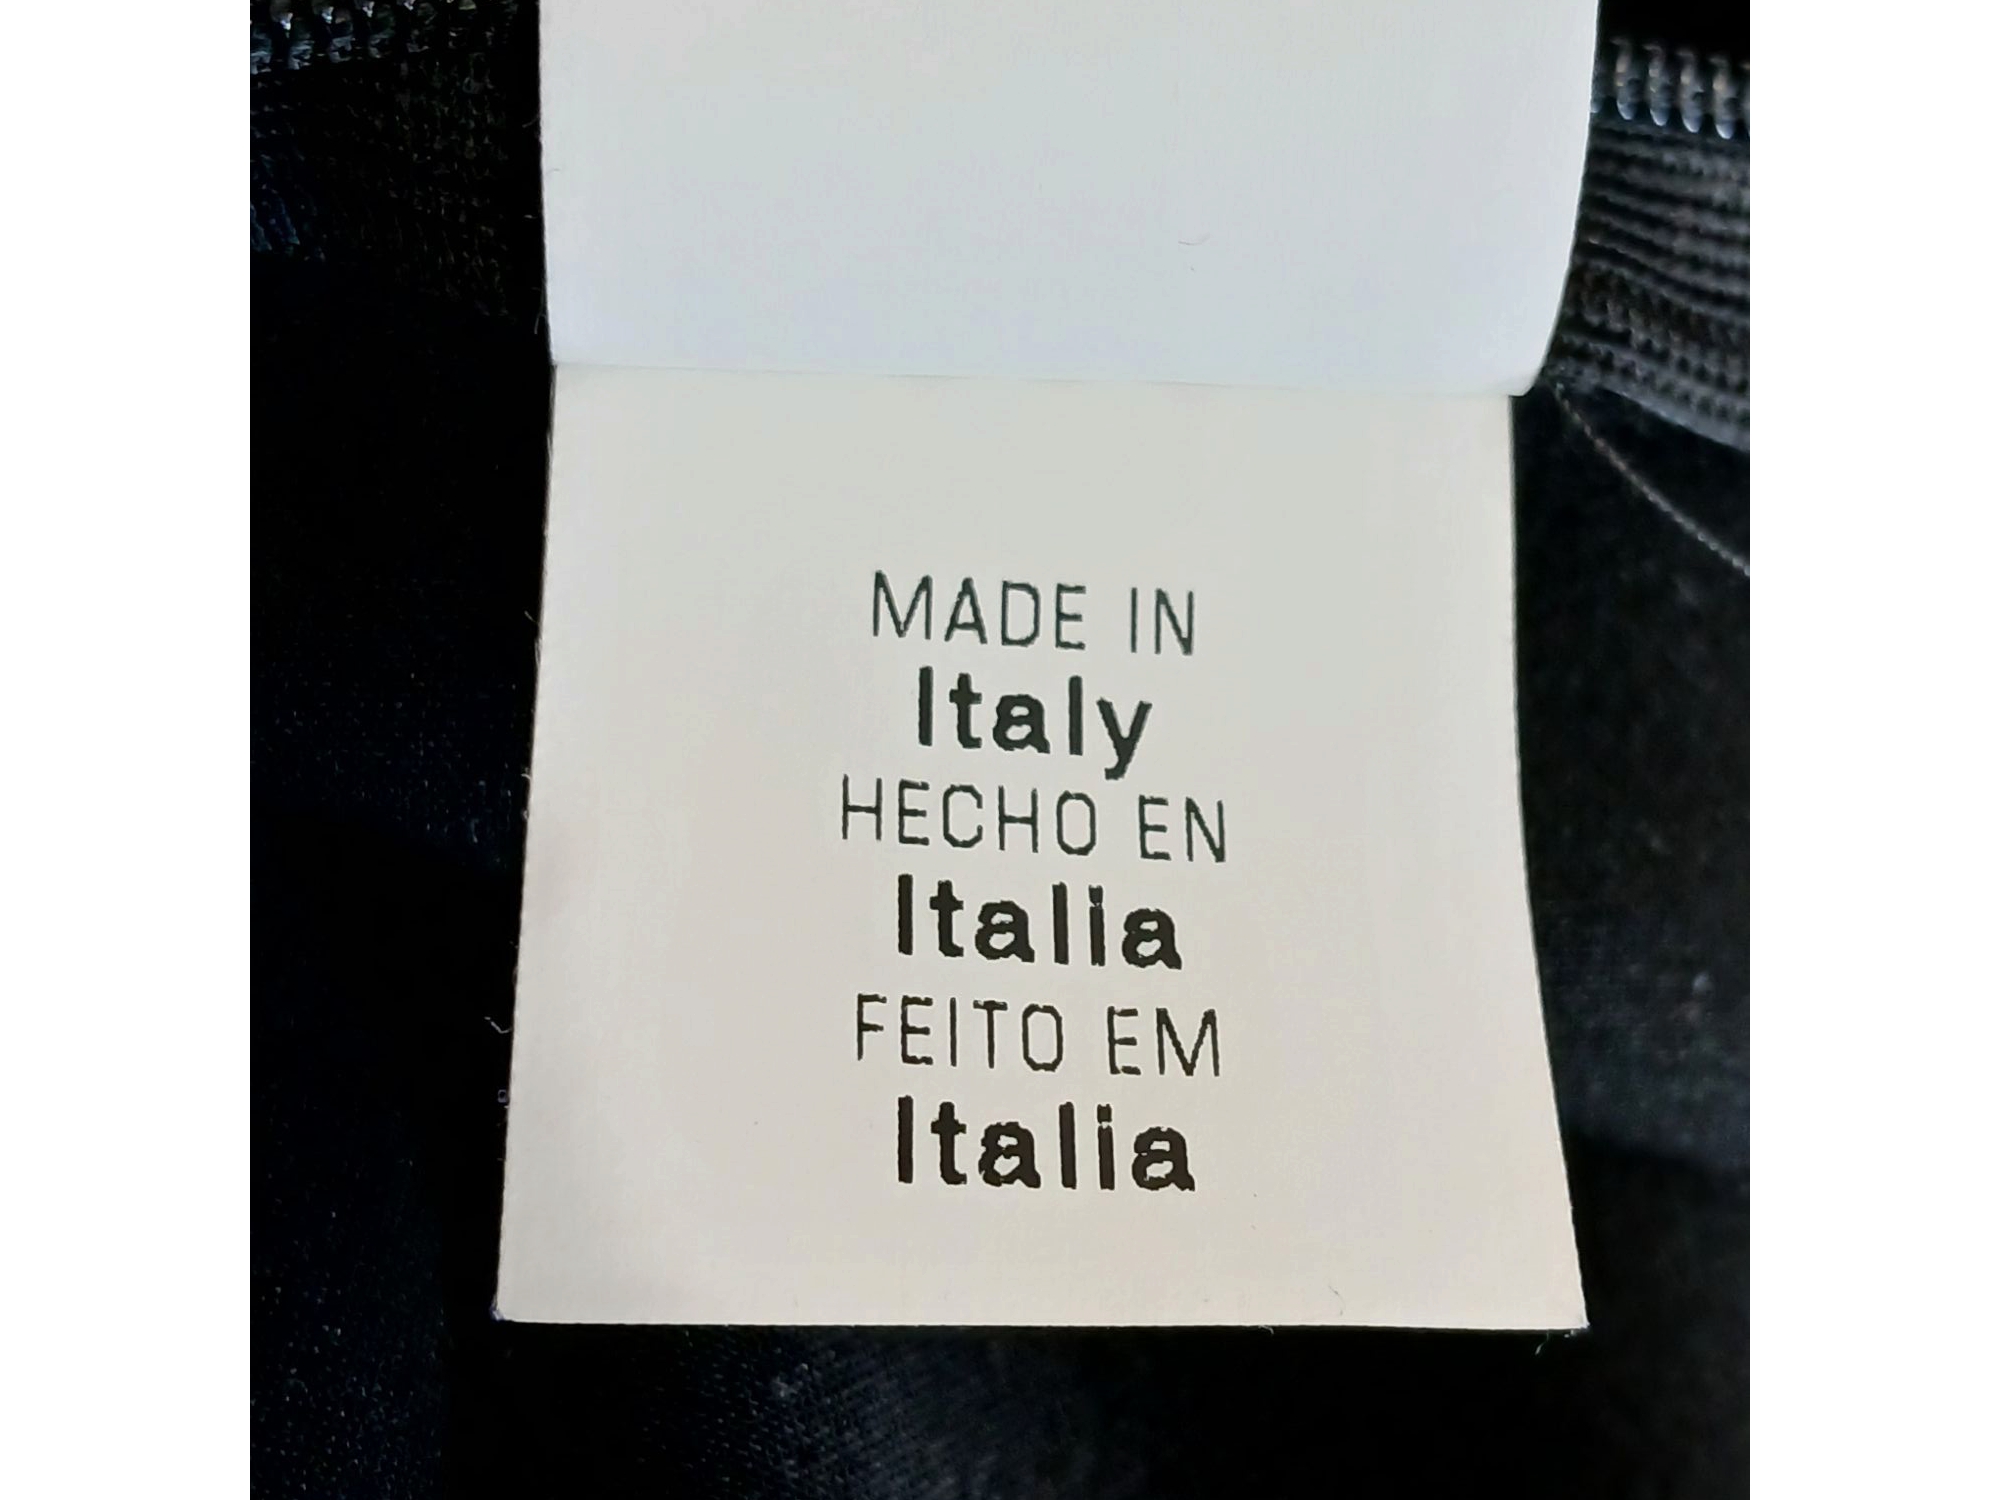 MADE IN
Italy
HECHO EN
Italia
FEITO EM
Italia